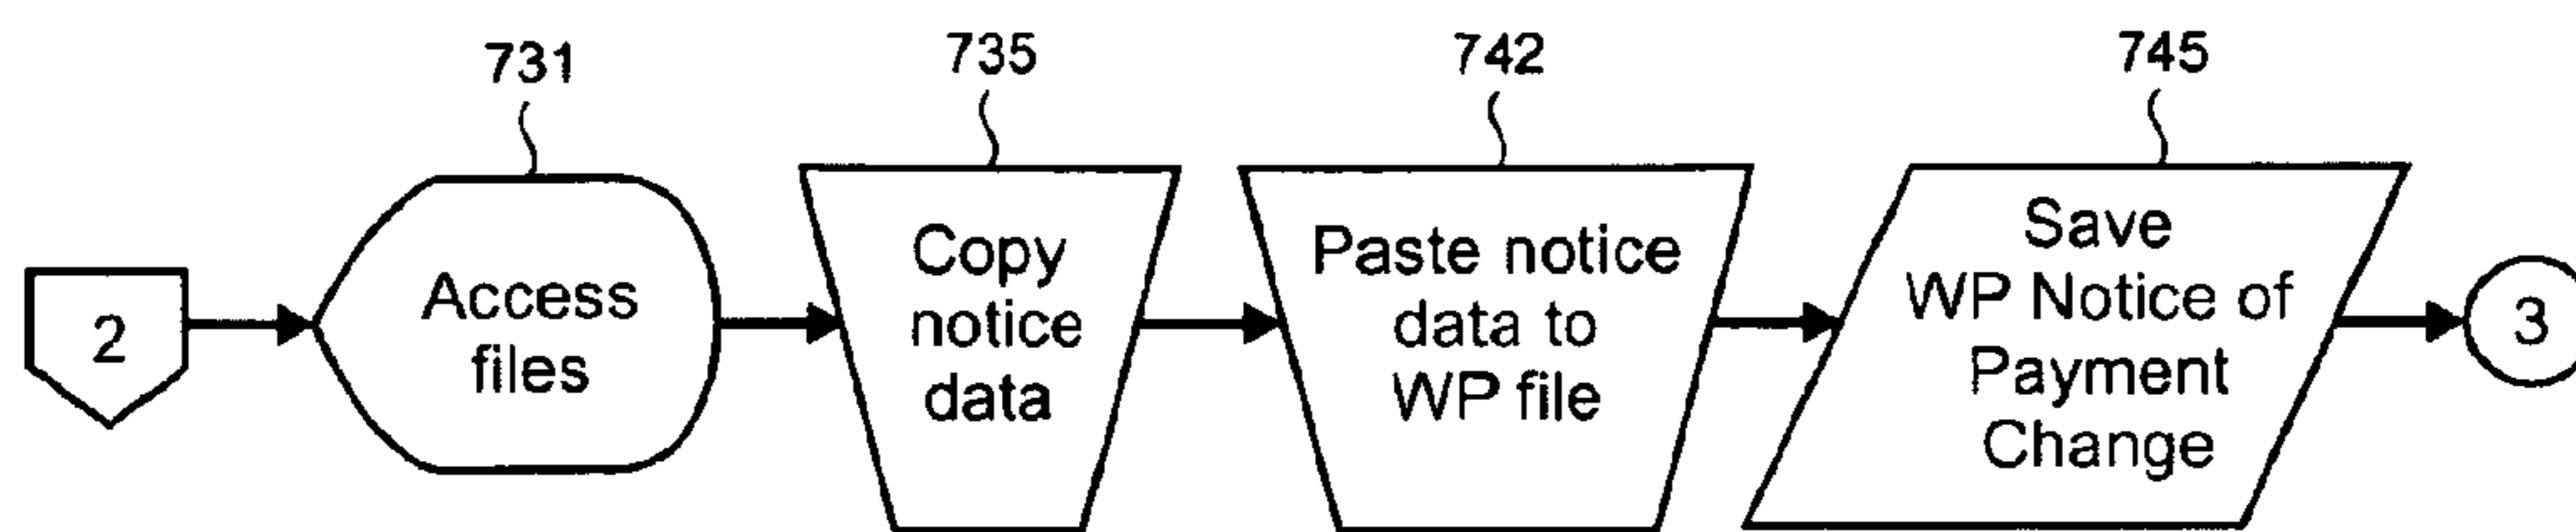 731
735
742
745
2
Access
files
Copy
notice
data
Paste notice
data to
WP file
Save
WP Notice of
Payment
Change
3